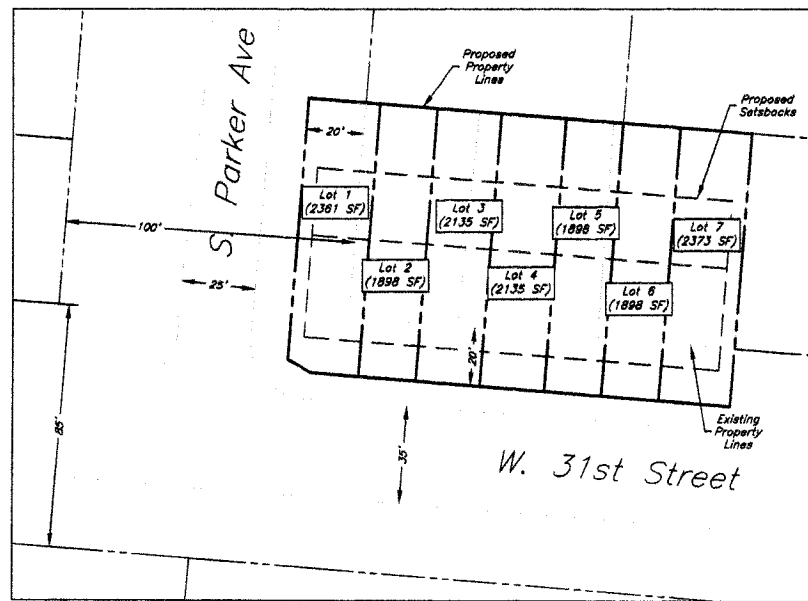 Proposed
Property
Lines
S. Parker Ave
Proposed
Setsbacks
20'
Lot 1
(2361 SF)
Lot 3
(2135 SF)
Lot 5
(1898 SF)
Lot 7
(2373 SF)
100'
Lot 2
(1898 SF)
Lot 4
(2135 SF)
Lot 6
(1898 SF)
25'
20'
85'
35'
Existing
Property
Lines
W. 31st Street